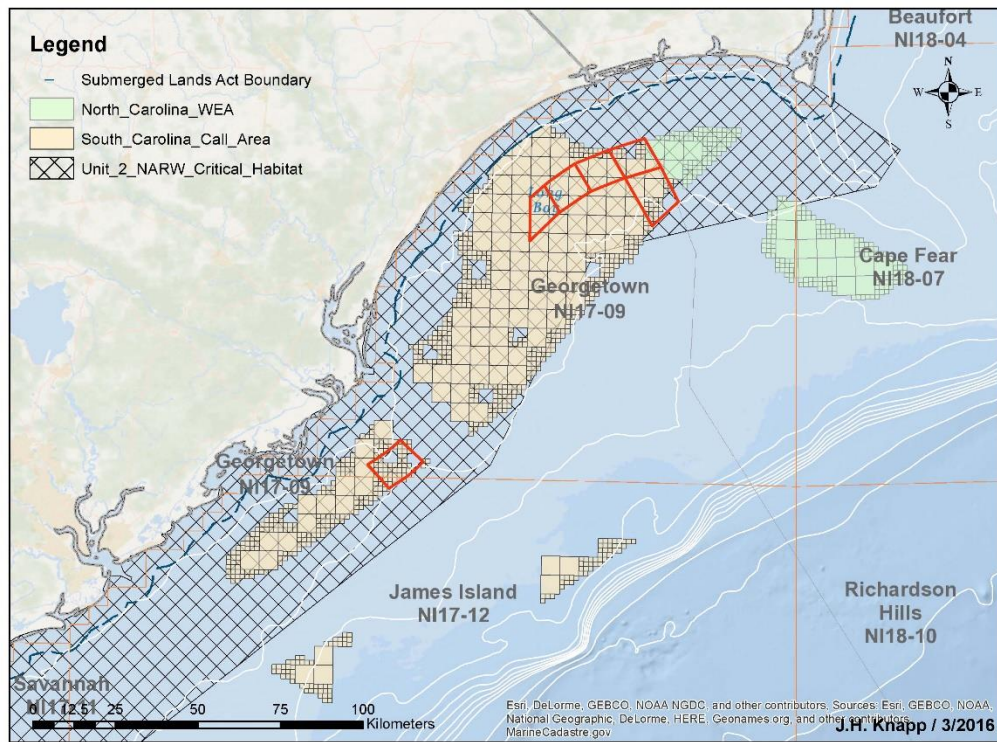 Legend
Submerged Lands Act Boundary
North_Carolina_WEA
South_Carolina_Call_Area
Unit_2_NARW_Critical_Habitat
Beaufort
NI18-04
N
W
E
S
Long
Bay
Cape Fear
NI18-07
Georgetown
NI17-09
Georgetown
NI17-09
James Island
NI17-12
Richardson
Hills
NI18-10
Savannah
0 12.5 25 50 75 100
Kilometers
Esri, DeLorme, GEBCO, NOAA NGDC, and other contributors, Sources: Esri, GEBCO, NOAA,
National Geographic, DeLorme, HERE, Geonames.org, and other contributors
MarineCadastre.gov
J.H. Knapp / 3/2016